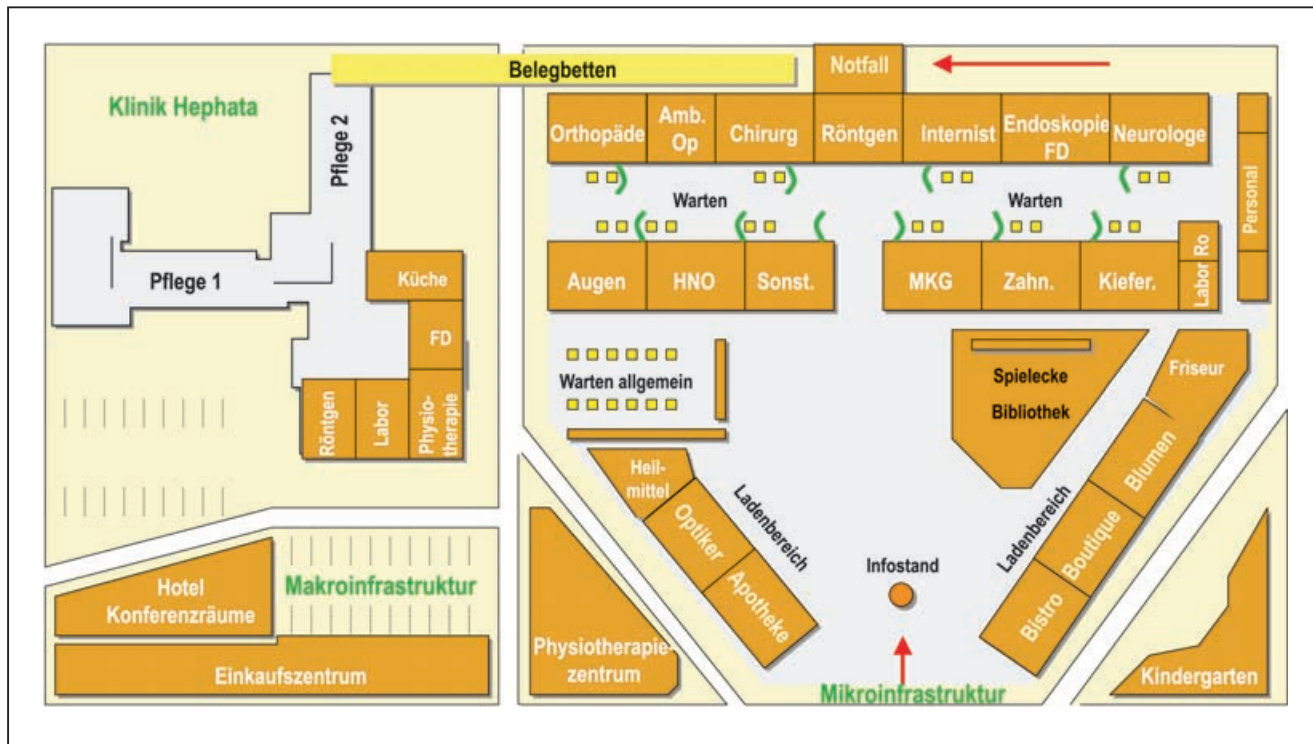 Belegbetten
Notfall
Klinik Hephata
Pflege 2
Pflege 1
Küche
FD
Röntgen
Labor
Physio-
therapie
Orthopäde
Amb.
Op
Chirurg
Röntgen
Internist
Endoskopie
FD
Neurologe
Personal
Warten
Warten
Augen
HNO
Sonst.
MKG
Zahn.
Kiefer.
Ro
Labor
Warten allgemein
Spielecke
Bibliothek
Friseur
Blumen
Boutique
Bistro
Ladenbereich
Heil-
mittel
Optiker
Apotheke
Ladenbereich
Infostand
Hotel
Konferenzräume
Makroinfrastruktur
Einkaufszentrum
Physiotherapie-
zentrum
Mikroinfrastruktur
Kindergarten